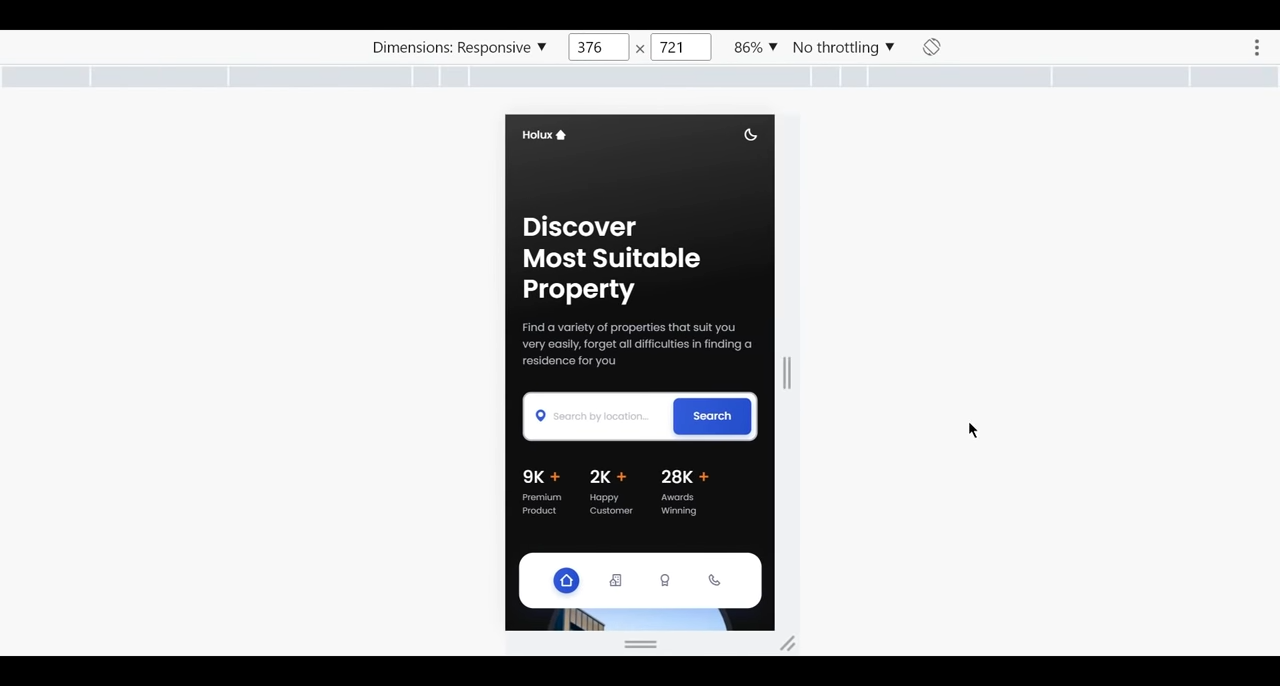 Dimensions: Responsive ▼ 376 × 721 86% ▼ No throttling ▼
Holux
Discover
Most Suitable
Property
Find a variety of properties that suit you
very easily, forget all difficulties in finding a
residence for you
Search by location...
Search
9K + 2K + 28K +
Premium Happy Awards
Product Customer Winning